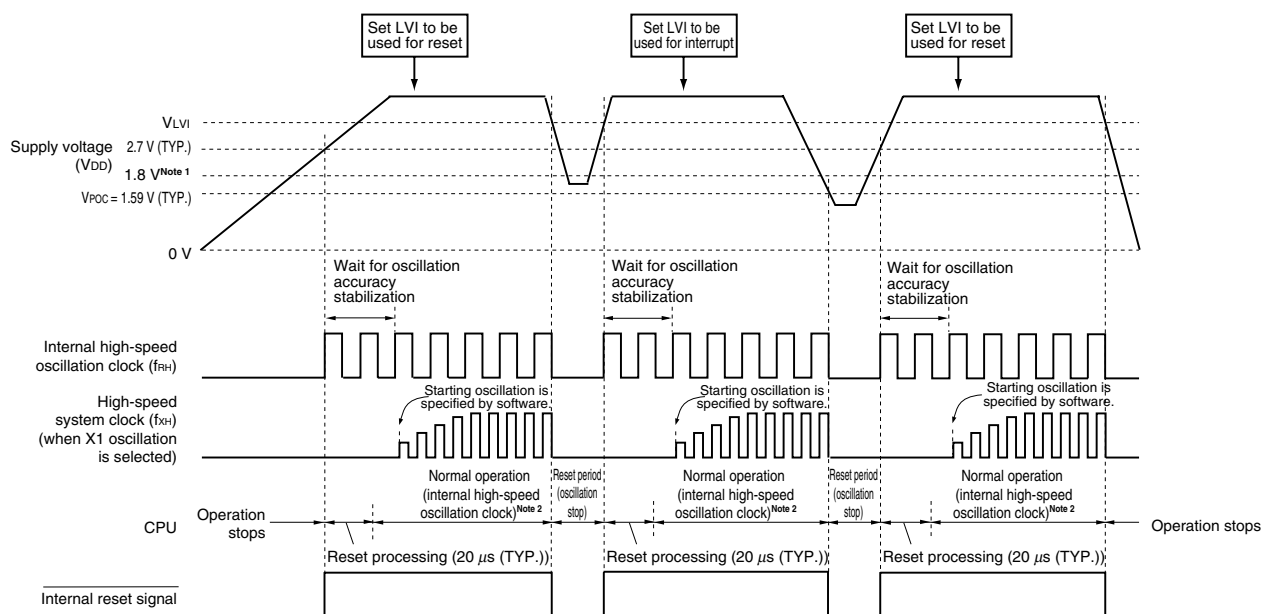 Set LVI to be
used for reset
Set LVI to be
used for interrupt
Set LVI to be
used for reset
VLVI
Supply voltage
(VDD)
2.7 V (TYP.)
1.8 V Note 1
VPOC = 1.59 V (TYP.)
0 V
Wait for oscillation
accuracy
stabilization
Wait for oscillation
accuracy
stabilization
Wait for oscillation
accuracy
stabilization
Internal high-speed
oscillation clock (fRH)
Starting oscillation is
specified by software.
Starting oscillation is
specified by software.
Starting oscillation is
specified by software.
High-speed
system clock (fXH)
(when X1 oscillation
is selected)
CPU
Operation
stops
Normal operation
(internal high-speed
oscillation clock) Note 2
Reset period
(oscillation
stop)
Normal operation
(internal high-speed
oscillation clock) Note 2
Reset period
(oscillation
stop)
Normal operation
(internal high-speed
oscillation clock) Note 2
Operation stops
Reset processing (20 μs (TYP.))
Reset processing (20 μs (TYP.))
Reset processing (20 μs (TYP.))
Internal reset signal